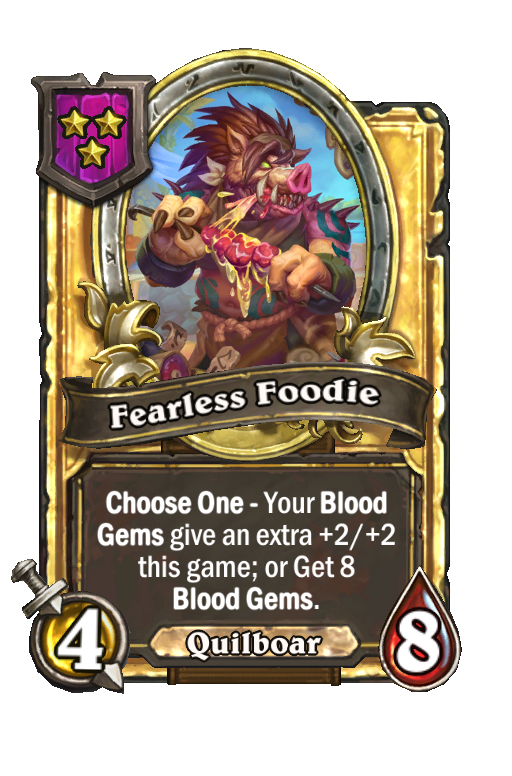 Fearless Foodie
Choose One - Your Blood
Gems give an extra +2/+2
this game; or Get 8
Blood Gems.
4
Quilboar
8